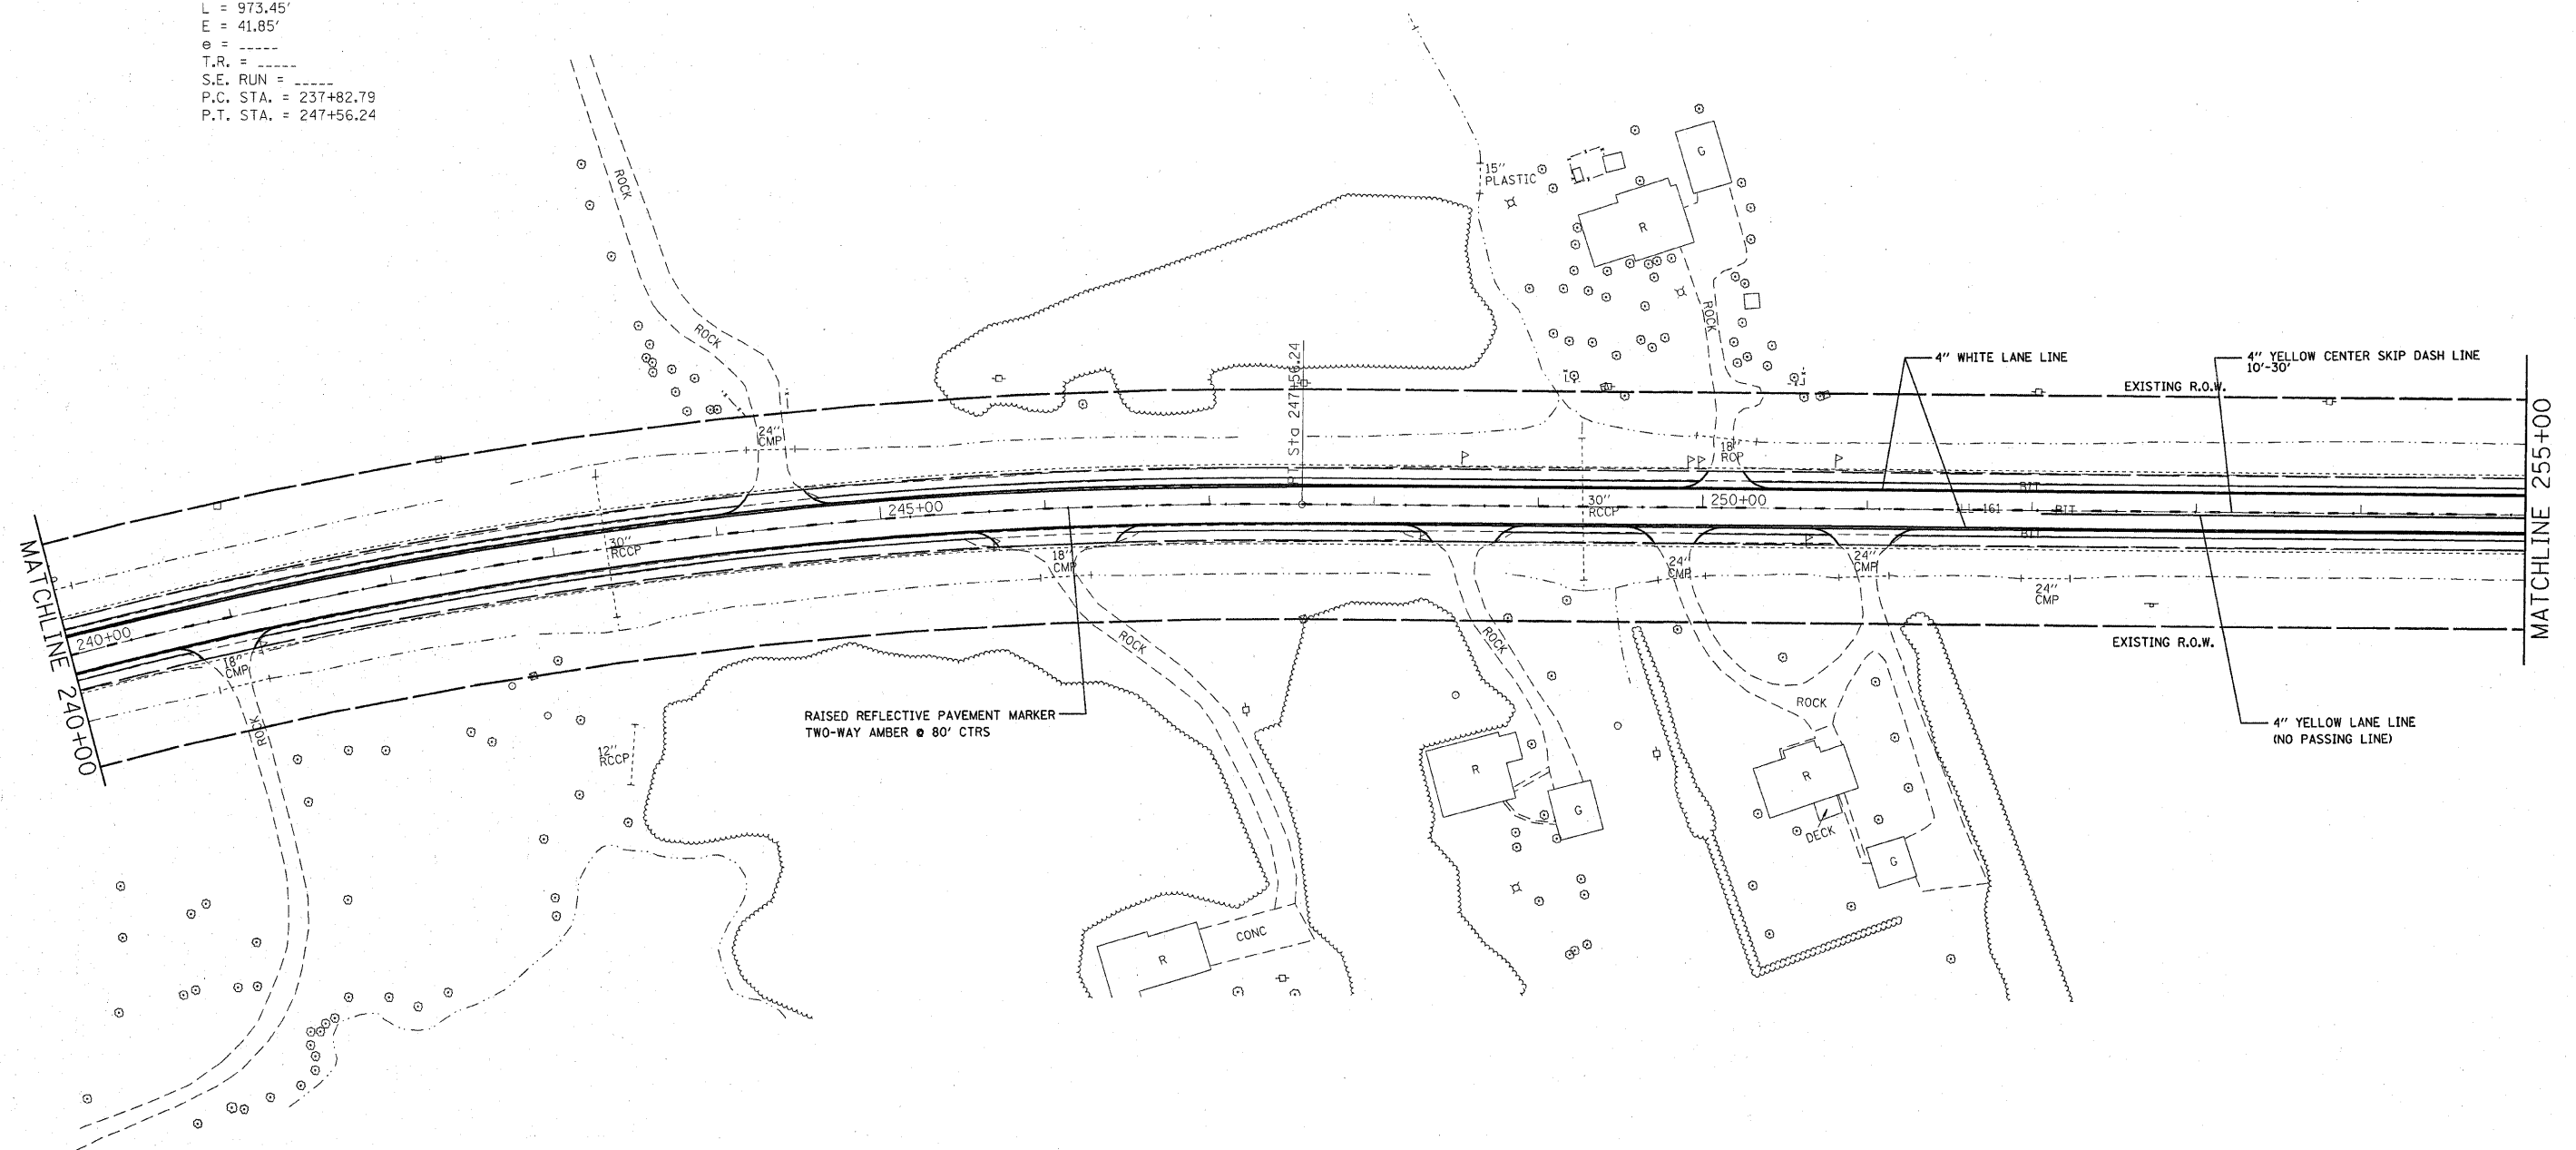 L = 973.45'
E = 41.85'
e = _____
T.R. = _____
S.E. RUN = _____
P.C. STA. = 237+82.79
P.T. STA. = 247+56.24
ROCK
ROCK
15"
PLASTIC
G
R
ROCK
4" WHITE LANE LINE
4" YELLOW CENTER SKIP DASH LINE
10'-30'
EXISTING R.O.W.
24"
CMP
Sta 247+56.24
18"
RCP
MATCHLINE 255+00
BIT
245+00
30"
RCCP
250+00
BIT
BIT
30"
RCCP
MATCHLINE 240+00
240+00
18"
CMP
18"
CMP
24"
CMP
24"
CMP
24"
CMP
EXISTING R.O.W.
ROCK
ROCK
ROCK
ROCK
RAISED REFLECTIVE PAVEMENT MARKER
TWO-WAY AMBER @ 80' CTRS
4" YELLOW LANE LINE
(NO PASSING LINE)
12"
RCCP
R
G
R
DECK
G
CONC
R